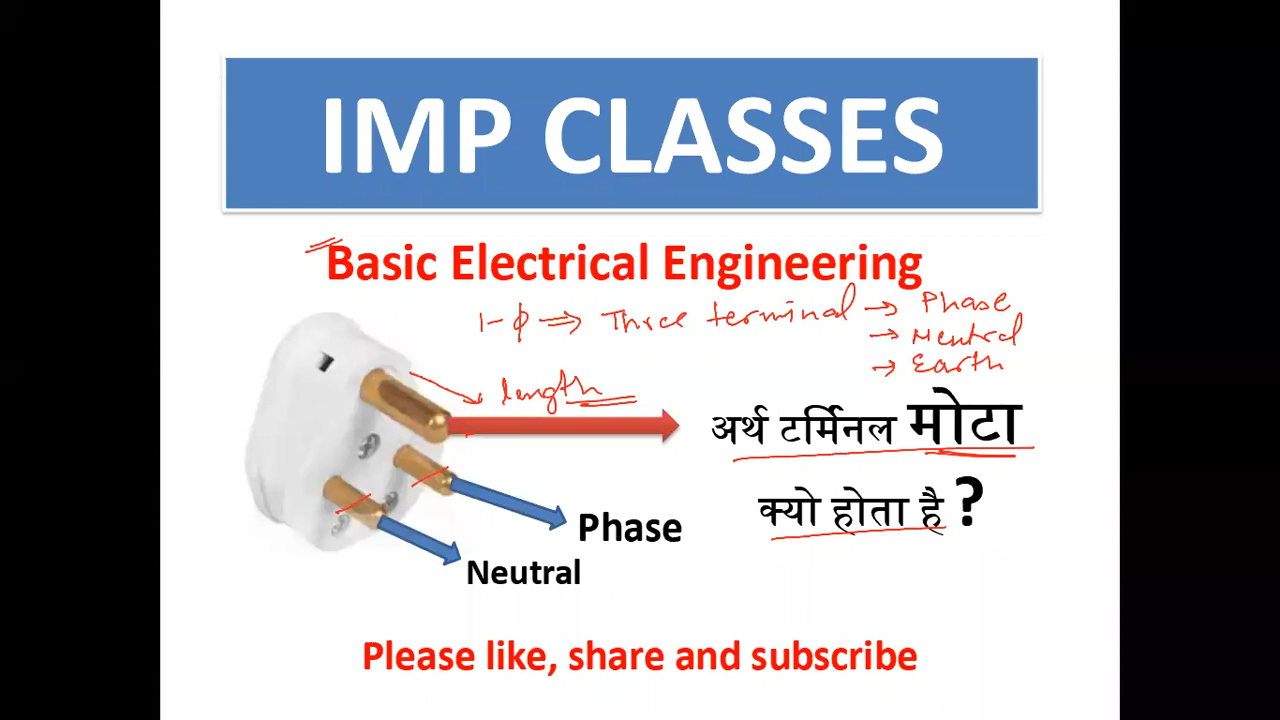 IMP CLASSES
Basic Electrical Engineering
1-ϕ ⇒ Three terminal → Phase
→ Neutral
→ Earth
length
अर्थ टर्मिनल मोटा
क्यो होता है ?
Phase
Neutral
Please like, share and subscribe